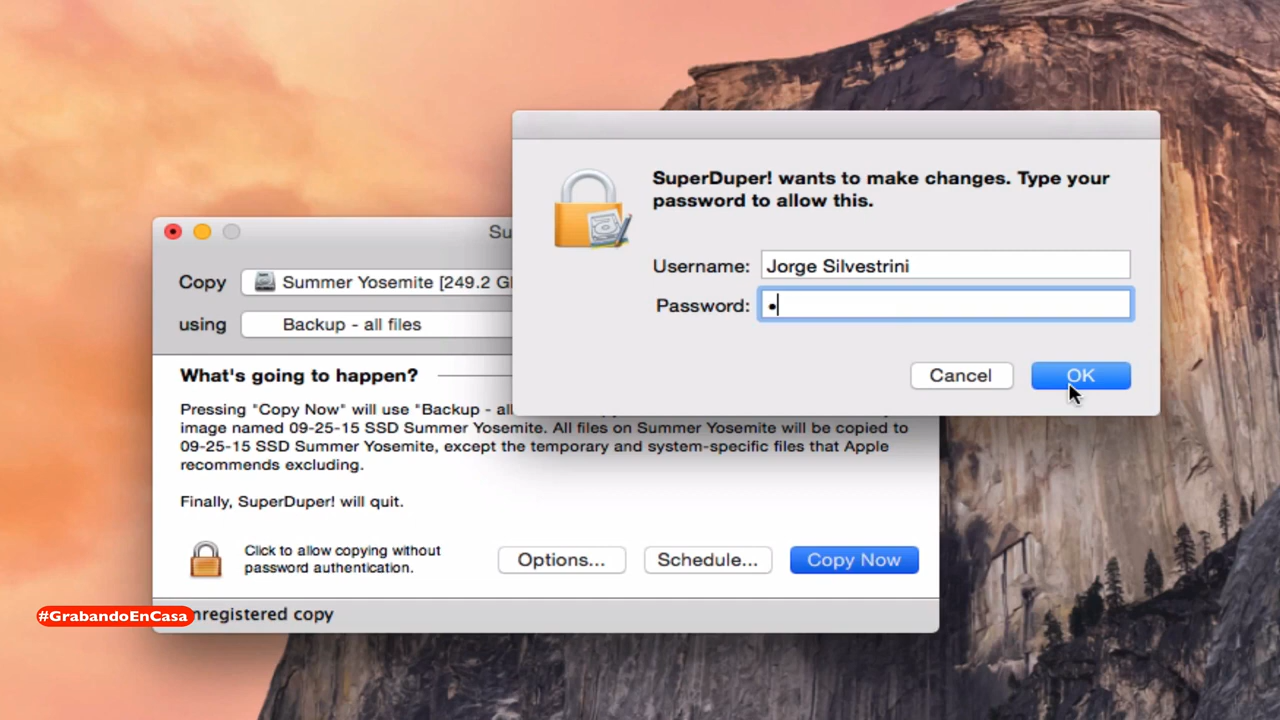 SuperDuper! wants to make changes. Type your
password to allow this.
Username: Jorge Silvestrini
Password: •
Cancel OK
Su
Copy Summer Yosemite [249.2 G
using Backup - all files
What's going to happen?
Pressing "Copy Now" will use "Backup - all
image named 09-25-15 SSD Summer Yosemite. All files on Summer Yosemite will be copied to
09-25-15 SSD Summer Yosemite, except the temporary and system-specific files that Apple
recommends excluding.
Finally, SuperDuper! will quit.
Click to allow copying without
password authentication.
Options... Schedule... Copy Now
#GrabandoEnCasa
nregistered copy